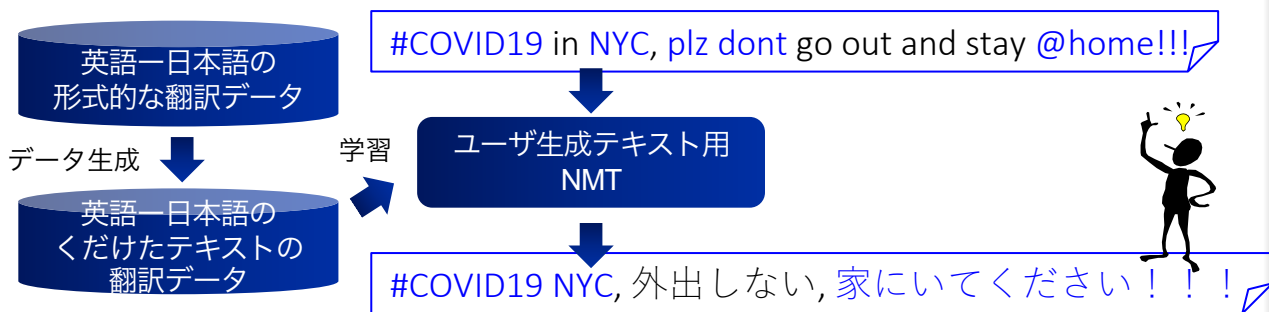 英語ー日本語の
形式的な翻訳データ
データ生成
英語ー日本語の
くだけたテキストの
翻訳データ
学習
#COVID19 in NYC, plz dont go out and stay @home!!!
ユーザ生成テキスト用
NMT
#COVID19 NYC, 外出しない, 家にいてください！！！